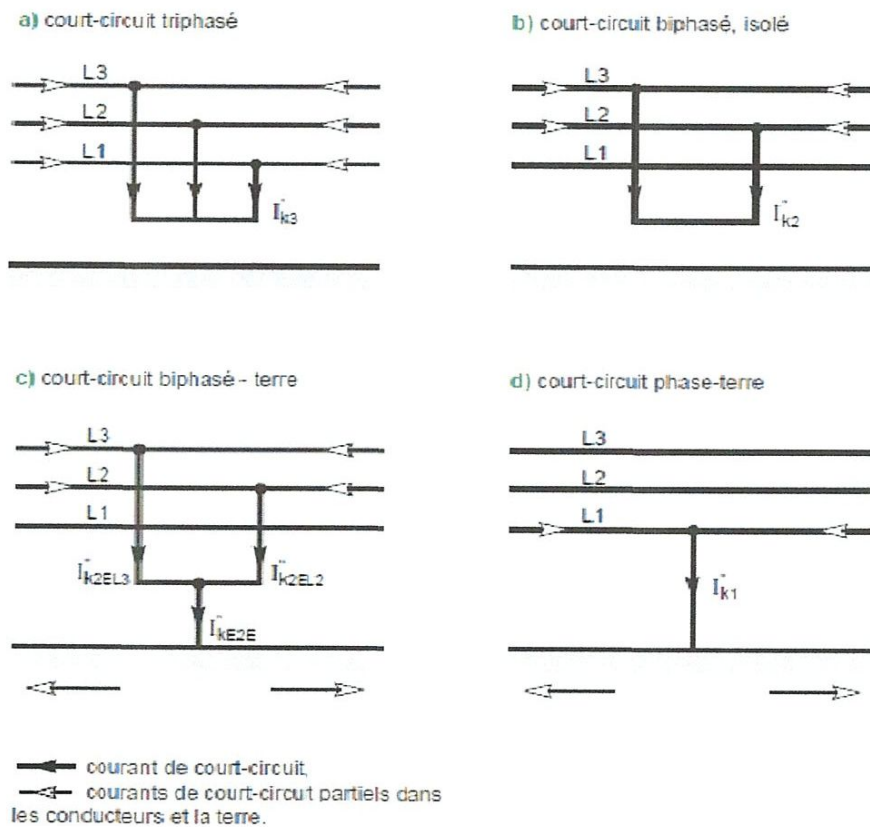 a) court-circuit triphasé
L3
L2
L1
I"k3
b) court-circuit biphasé, isolé
L3
L2
L1
I"k2
c) court-circuit biphasé - terre
L3
L2
L1
I"k2EL3
I"k2EL2
I"kE2E
d) court-circuit phase-terre
L3
L2
L1
I"k1
courant de court-circuit,
courants de court-circut partiels dans
les conducteurs et la terre.